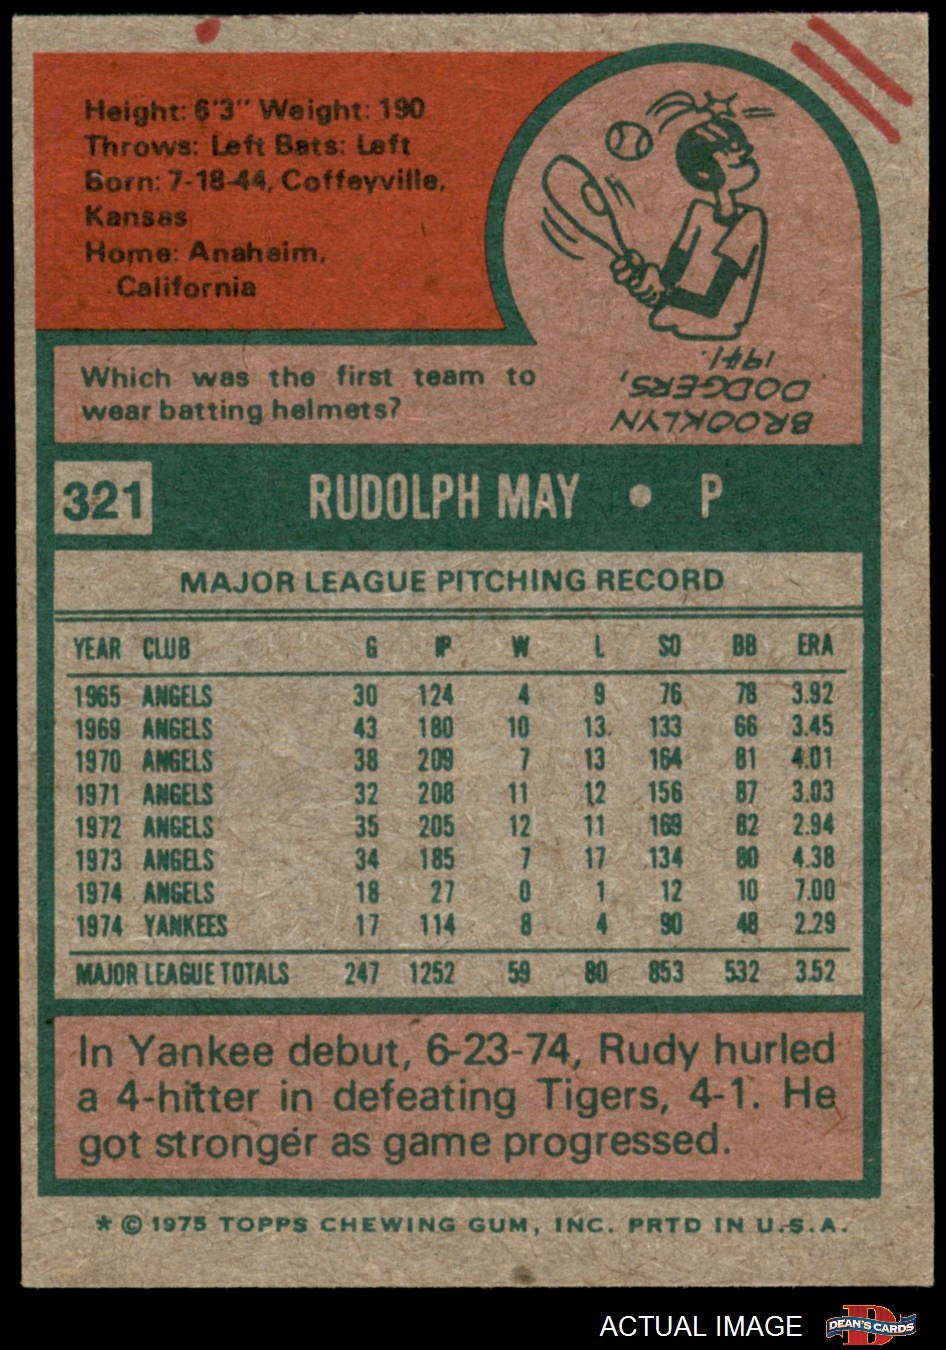 Height: 6'3" Weight: 190
Throws: Left Bats: Left
Born: 7-18-44, Coffeyville,
Kansas
Home: Anaheim,
California
Which was the first team to
wear batting helmets?
BROOKLYN
DODGERS,
1941.
321 RUDOLPH MAY • P
MAJOR LEAGUE PITCHING RECORD
YEAR CLUB G IP W L SO BB ERA
1965 ANGELS 30 124 4 9 76 78 3.92
1969 ANGELS 43 180 10 13 133 66 3.45
1970 ANGELS 38 209 7 13 164 81 4.01
1971 ANGELS 32 208 11 12 156 87 3.03
1972 ANGELS 35 205 12 11 169 82 2.94
1973 ANGELS 34 185 7 17 134 80 4.38
1974 ANGELS 18 27 0 1 12 10 7.00
1974 YANKEES 17 114 8 4 90 48 2.29
MAJOR LEAGUE TOTALS 247 1252 59 80 853 532 3.52
In Yankee debut, 6-23-74, Rudy hurled
a 4-hitter in defeating Tigers, 4-1. He
got stronger as game progressed.
* © 1975 TOPPS CHEWING GUM, INC. PRTD IN U.S.A.
ACTUAL IMAGE
D
DEAN'S CARDS